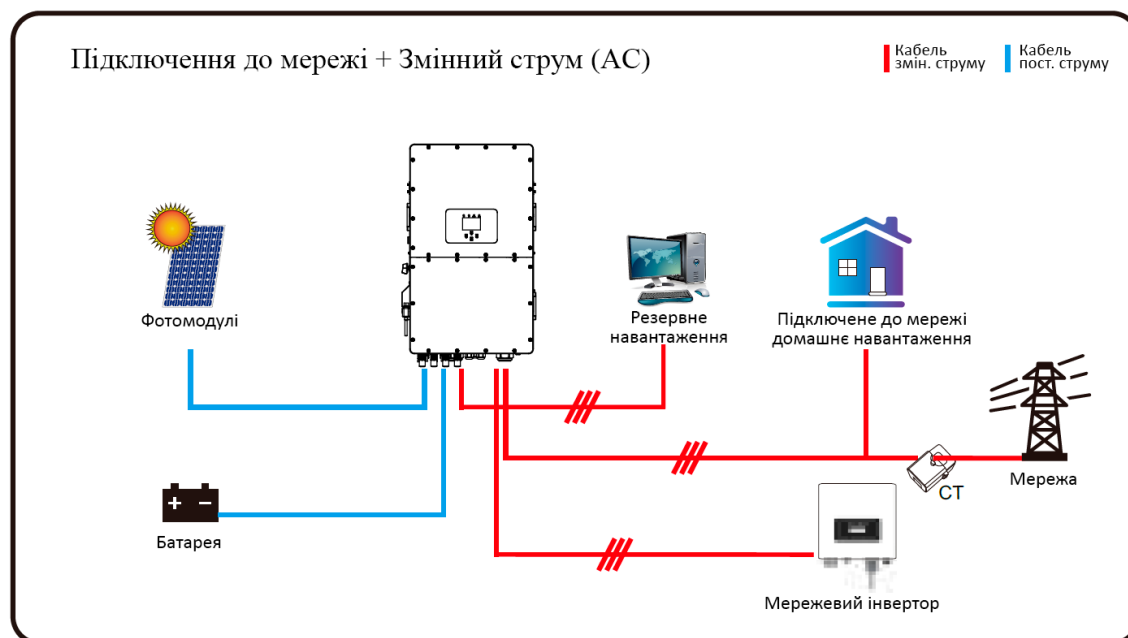 Підключення до мережі + Змінний струм (AC)
Кабель
змін. струму
Кабель
пост. струму
Фотомодулі
Резервне
навантаження
Підключене до мережі
домашнє навантаження
Мережа
CT
Батарея
Мережевий інвертор